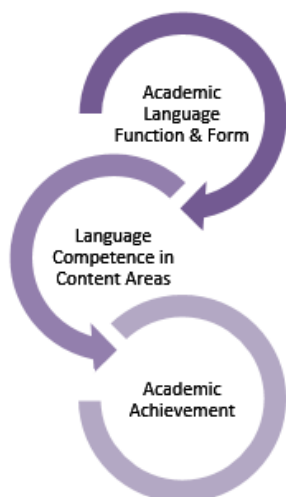 Academic
Language
Function & Form
Language
Competence in
Content Areas
Academic
Achievement